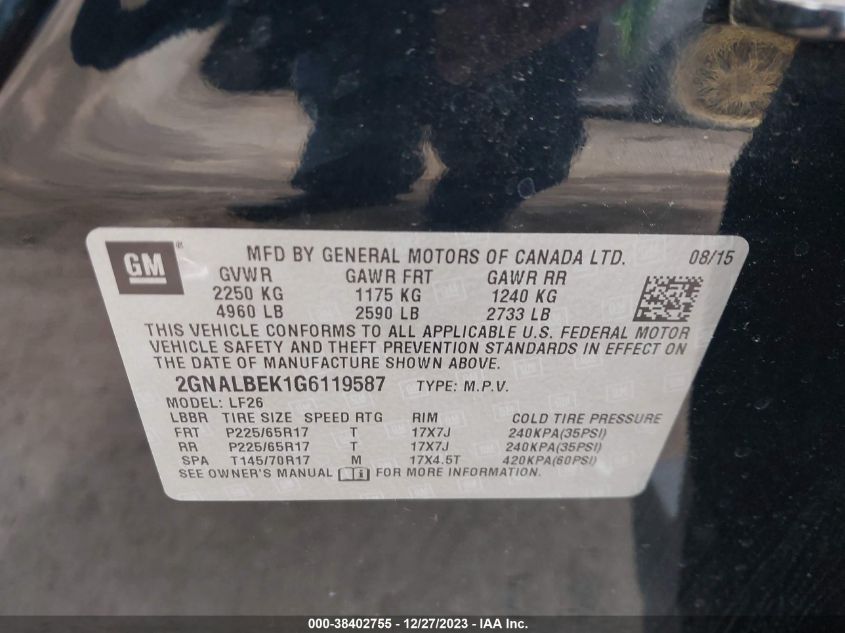 GM ® MFD BY GENERAL MOTORS OF CANADA LTD. 08/15
GVWR GAWR FRT GAWR RR
2250 KG 1175 KG 1240 KG
4960 LB 2590 LB 2733 LB
THIS VEHICLE CONFORMS TO ALL APPLICABLE U.S. FEDERAL MOTOR
VEHICLE SAFETY AND THEFT PREVENTION STANDARDS IN EFFECT ON
THE DATE OF MANUFACTURE SHOWN ABOVE.
2GNALBEK1G6119587 TYPE: M.P.V.
MODEL: LF26
LBBR TIRE SIZE SPEED RTG RIM COLD TIRE PRESSURE
FRT P225/65R17 T 17X7J 240KPA(35PSI)
RR P225/65R17 T 17X7J 240KPA(35PSI)
SPA T145/70R17 M 17X4.5T 420KPA(60PSI)
SEE OWNER'S MANUAL FOR MORE INFORMATION.
000-38402755 - 12/27/2023 - IAA Inc.